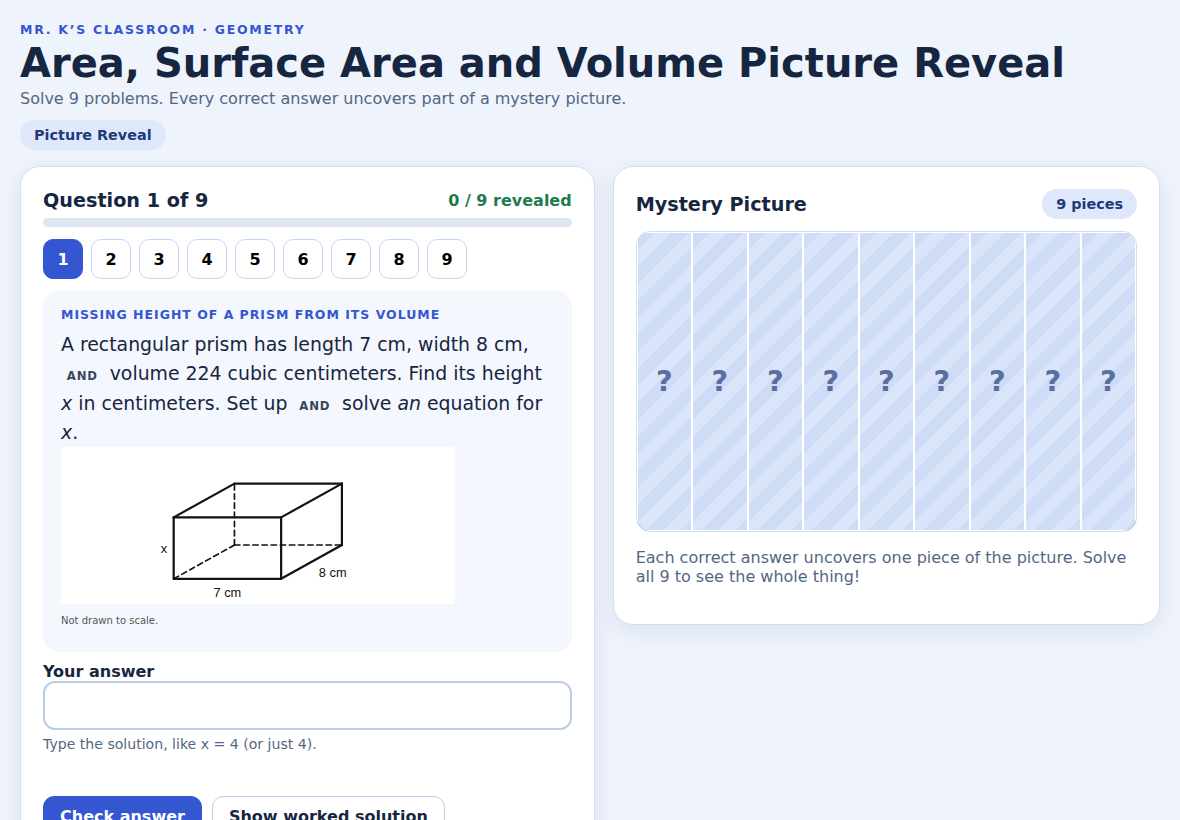 MR. K’S CLASSROOM · GEOMETRY
Area, Surface Area and Volume Picture Reveal
Solve 9 problems. Every correct answer uncovers part of a mystery picture.
Picture Reveal
Question 1 of 9
0 / 9 revealed
1 2 3 4 5 6 7 8 9
MISSING HEIGHT OF A PRISM FROM ITS VOLUME
A rectangular prism has length 7 cm, width 8 cm,
AND volume 224 cubic centimeters. Find its height
x in centimeters. Set up AND solve an equation for
x.
x
8 cm
7 cm
Not drawn to scale.
Your answer
Type the solution, like x = 4 (or just 4).
Check answer
Show worked solution
Mystery Picture
9 pieces
? ? ? ? ? ? ? ? ?
Each correct answer uncovers one piece of the picture. Solve
all 9 to see the whole thing!